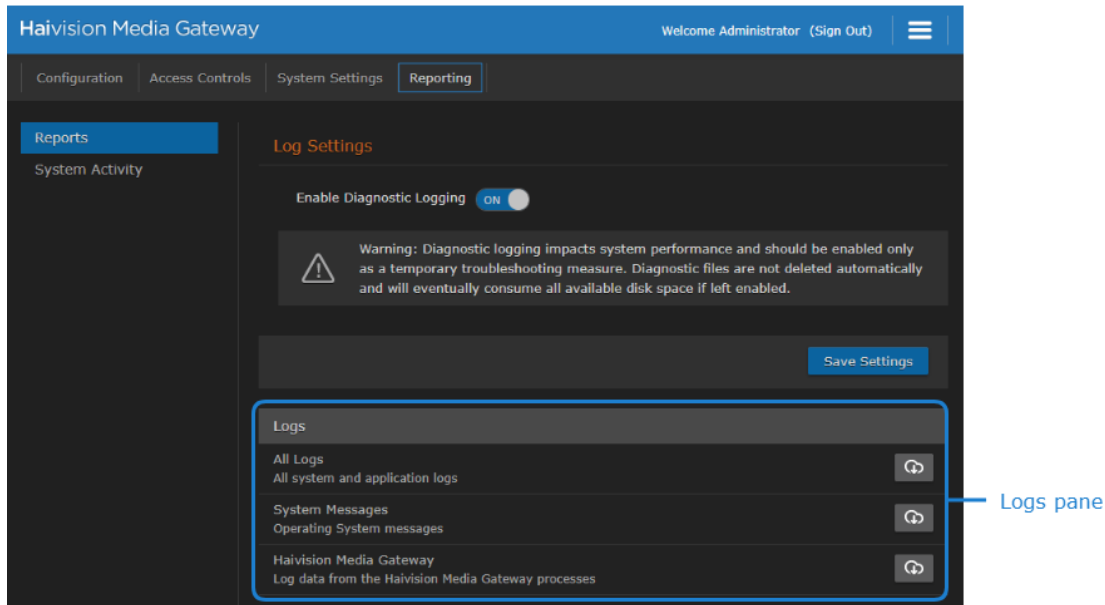 Haivision Media Gateway
Welcome Administrator (Sign Out)
Configuration
Access Controls
System Settings
Reporting
Reports
System Activity
Log Settings
Enable Diagnostic Logging ON
Warning: Diagnostic logging impacts system performance and should be enabled only
as a temporary troubleshooting measure. Diagnostic files are not deleted automatically
and will eventually consume all available disk space if left enabled.
Save Settings
Logs
All Logs
All system and application logs
System Messages
Operating System messages
Haivision Media Gateway
Log data from the Haivision Media Gateway processes
Logs pane